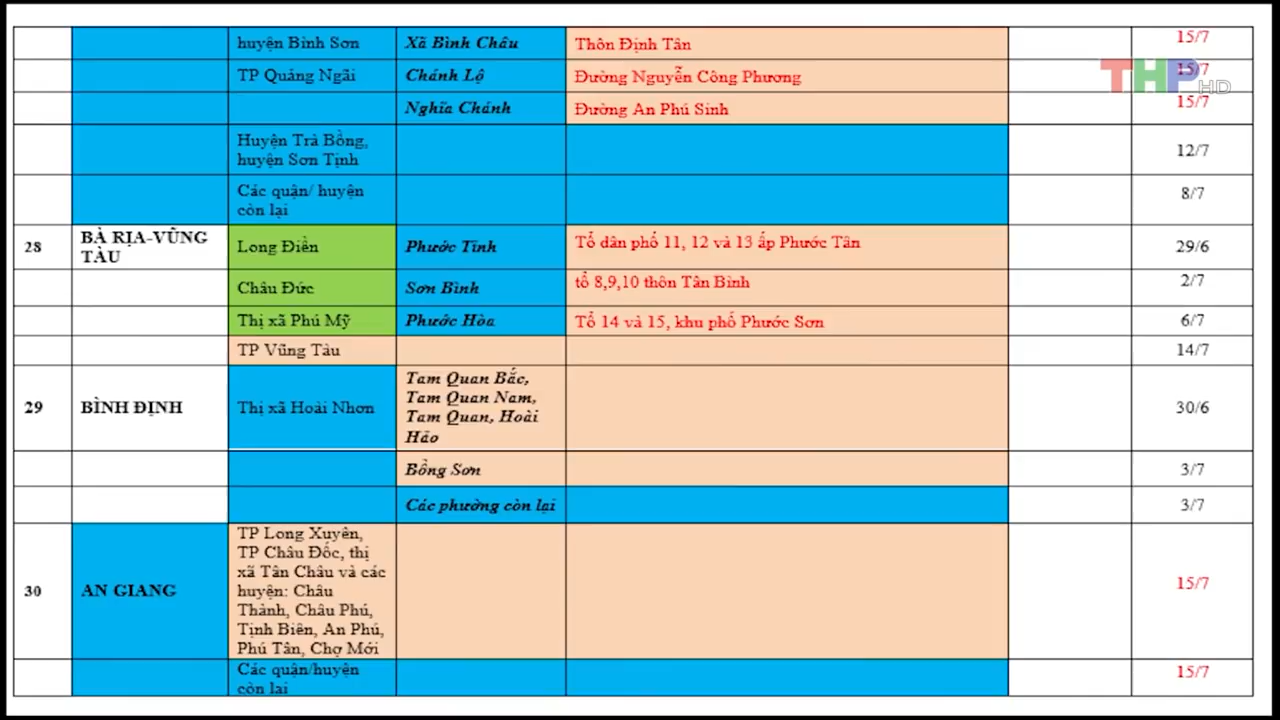 huyện Bình Sơn Xã Bình Châu Thôn Định Tân 15/7
TP Quảng Ngãi Chánh Lộ Đường Nguyễn Công Phương 15/7
THP HD
Nghĩa Chánh Đường An Phú Sinh 15/7
Huyện Trà Bồng,
huyện Sơn Tịnh
12/7
Các quận/ huyện
còn lại
8/7
28
BÀ RỊA-VŨNG
TÀU
Long Điền Phước Tỉnh Tổ dân phố 11, 12 và 13 ấp Phước Tân 29/6
Châu Đức Sơn Bình tổ 8,9,10 thôn Tân Bình 2/7
Thị xã Phú Mỹ Phước Hòa Tổ 14 và 15, khu phố Phước Sơn 6/7
TP Vũng Tàu 14/7
29 BÌNH ĐỊNH Thị xã Hoài Nhơn
Tam Quan Bắc,
Tam Quan Nam,
Tam Quan, Hoài
Hảo
30/6
Bồng Sơn 3/7
Các phường còn lại 3/7
30 AN GIANG
TP Long Xuyên,
TP Châu Đốc, thị
xã Tân Châu và các
huyện: Châu
Thành, Châu Phú,
Tịnh Biên, An Phú,
Phú Tân, Chợ Mới
15/7
Các quận/huyện
còn lại
15/7